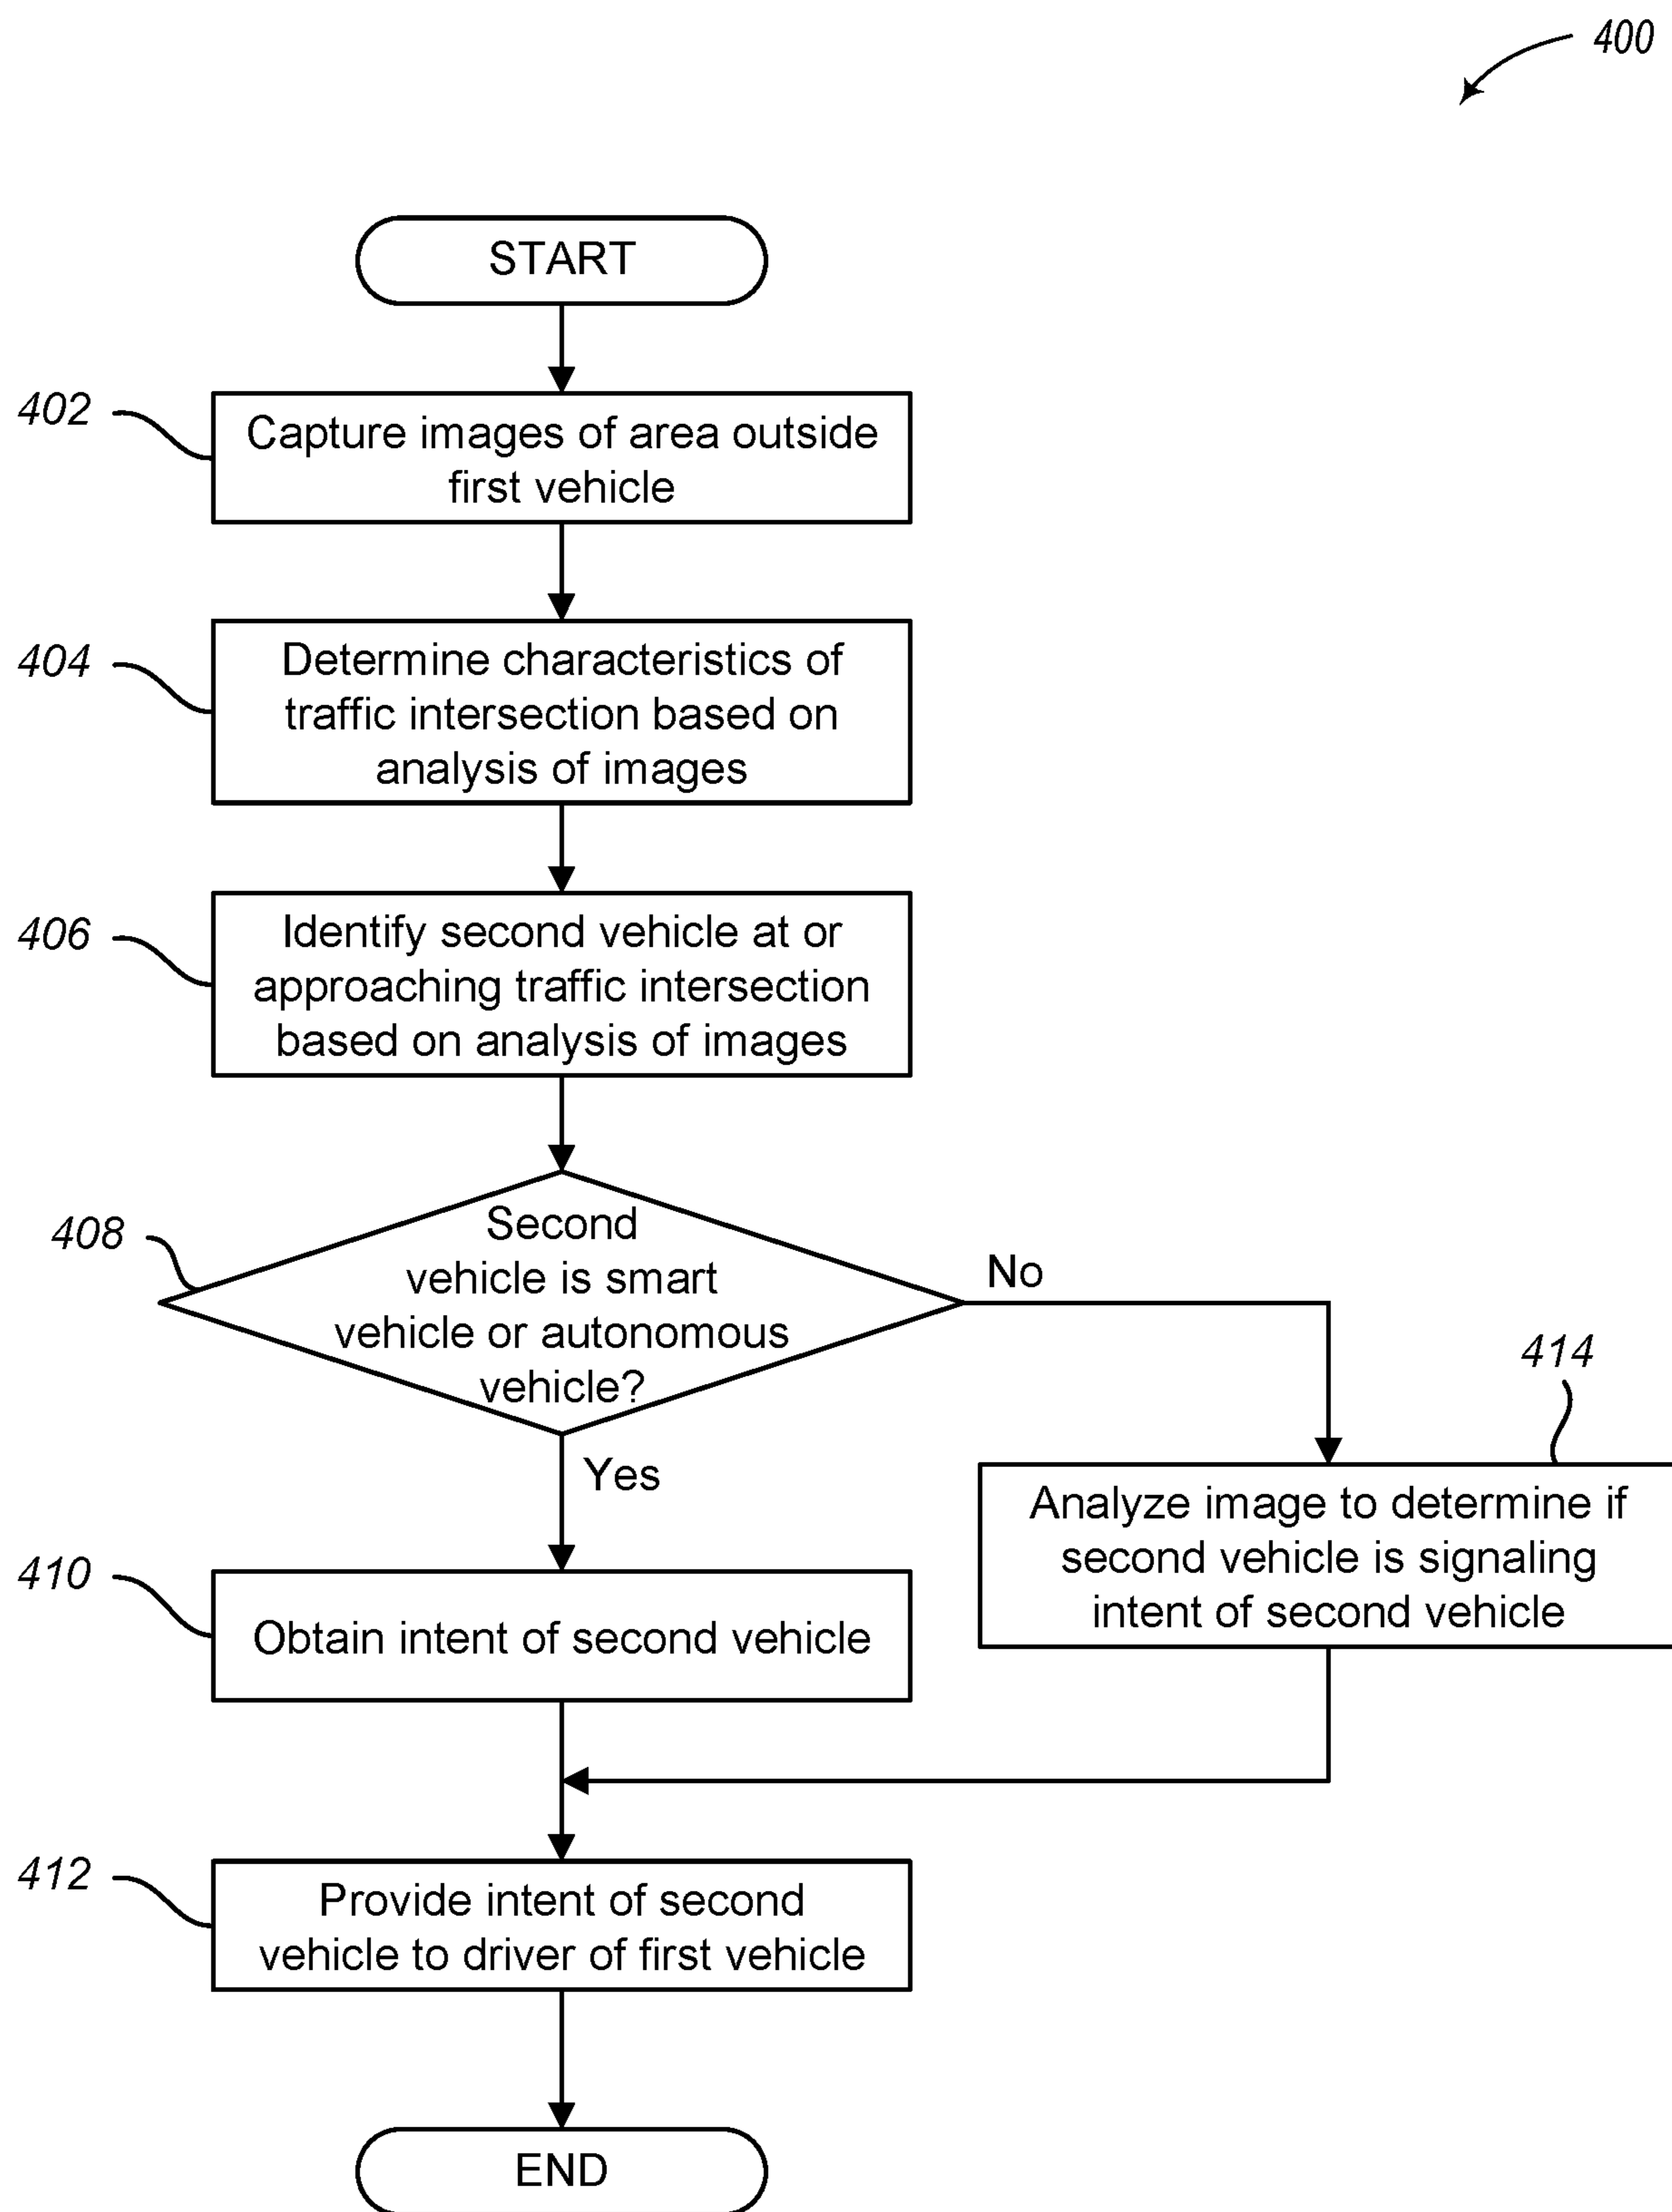 400
START
402
Capture images of area outside
first vehicle
404
Determine characteristics of
traffic intersection based on
analysis of images
406
Identify second vehicle at or
approaching traffic intersection
based on analysis of images
408
Second
vehicle is smart
vehicle or autonomous
vehicle?
No
Yes
414
Analyze image to determine if
second vehicle is signaling
intent of second vehicle
410
Obtain intent of second vehicle
412
Provide intent of second
vehicle to driver of first vehicle
END